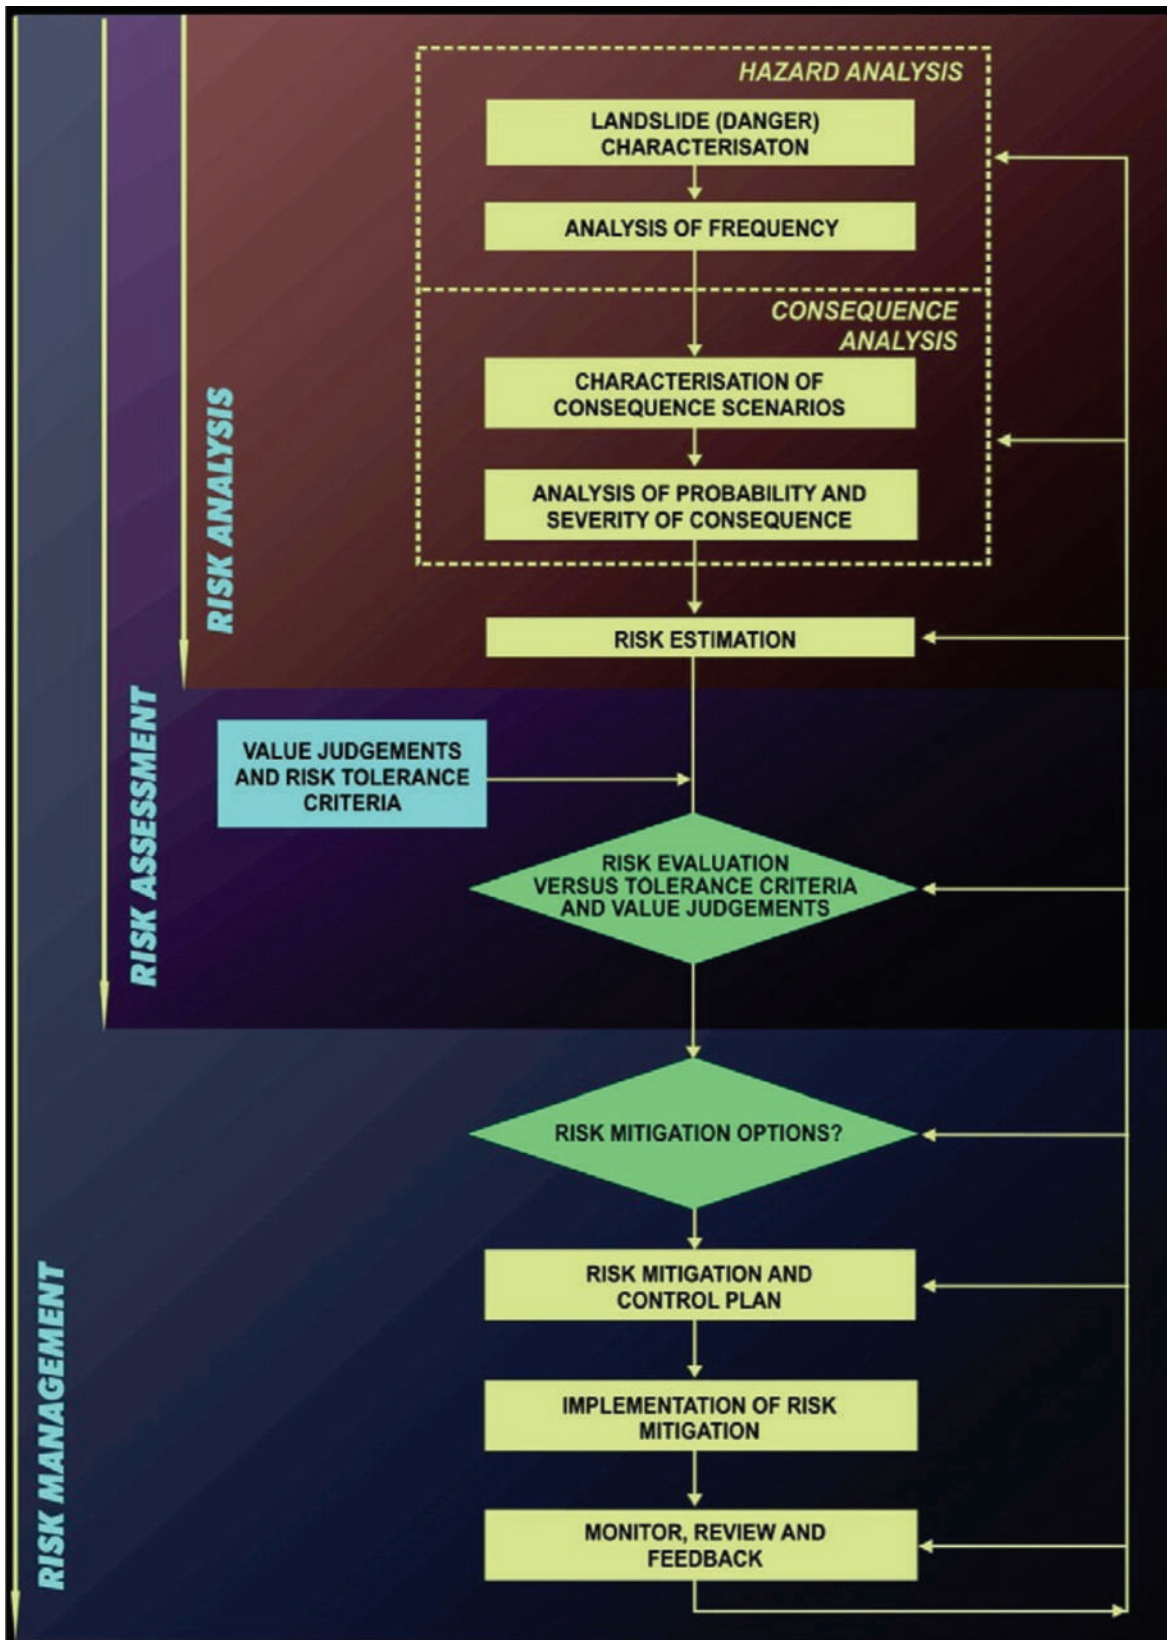 HAZARD ANALYSIS
LANDSLIDE (DANGER)
CHARACTERISATON
ANALYSIS OF FREQUENCY
CONSEQUENCE
ANALYSIS
CHARACTERISATION OF
CONSEQUENCE SCENARIOS
ANALYSIS OF PROBABILITY AND
SEVERITY OF CONSEQUENCE
RISK ANALYSIS
RISK ESTIMATION
VALUE JUDGEMENTS
AND RISK TOLERANCE
CRITERIA
RISK ASSESSMENT
RISK EVALUATION
VERSUS TOLERANCE CRITERIA
AND VALUE JUDGEMENTS
RISK MITIGATION OPTIONS?
RISK MITIGATION AND
CONTROL PLAN
RISK MANAGEMENT
IMPLEMENTATION OF RISK
MITIGATION
MONITOR, REVIEW AND
FEEDBACK